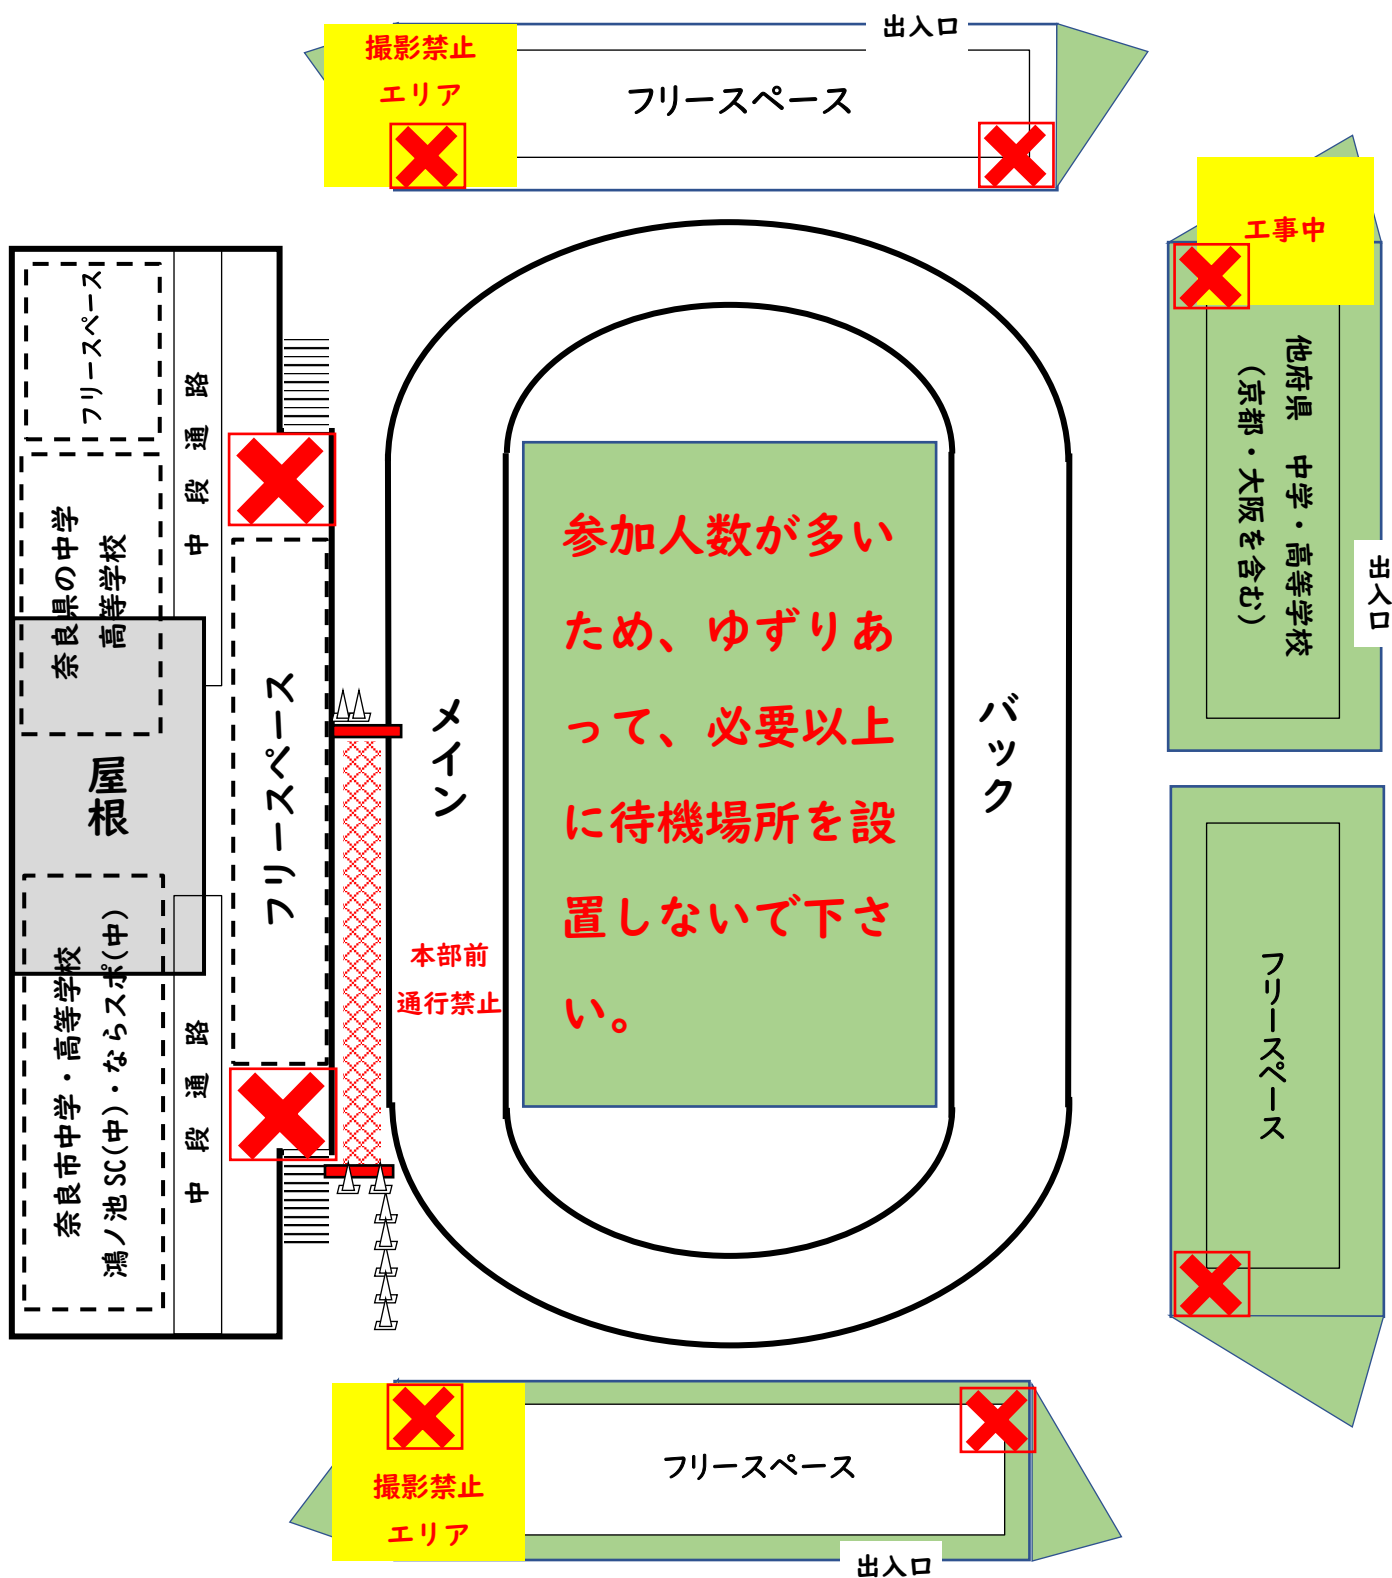 出入口
撮影禁止
エリア
フリースペース
工事中
フリースペース
中段通路
奈良県の中学
高等学校
他府県 中学・高等学校
(京都・大阪を含む)
出入口
参加人数が多い
ため、ゆずりあ
って、必要以上
に待機場所を設
置しないで下さ
い。
屋根
フリースペース
メイン
バック
本部前
通行禁止
奈良市中学・高等学校
鴻ノ池SC(中)・ならスポ(中)
中段通路
フリースペース
撮影禁止
エリア
フリースペース
出入口